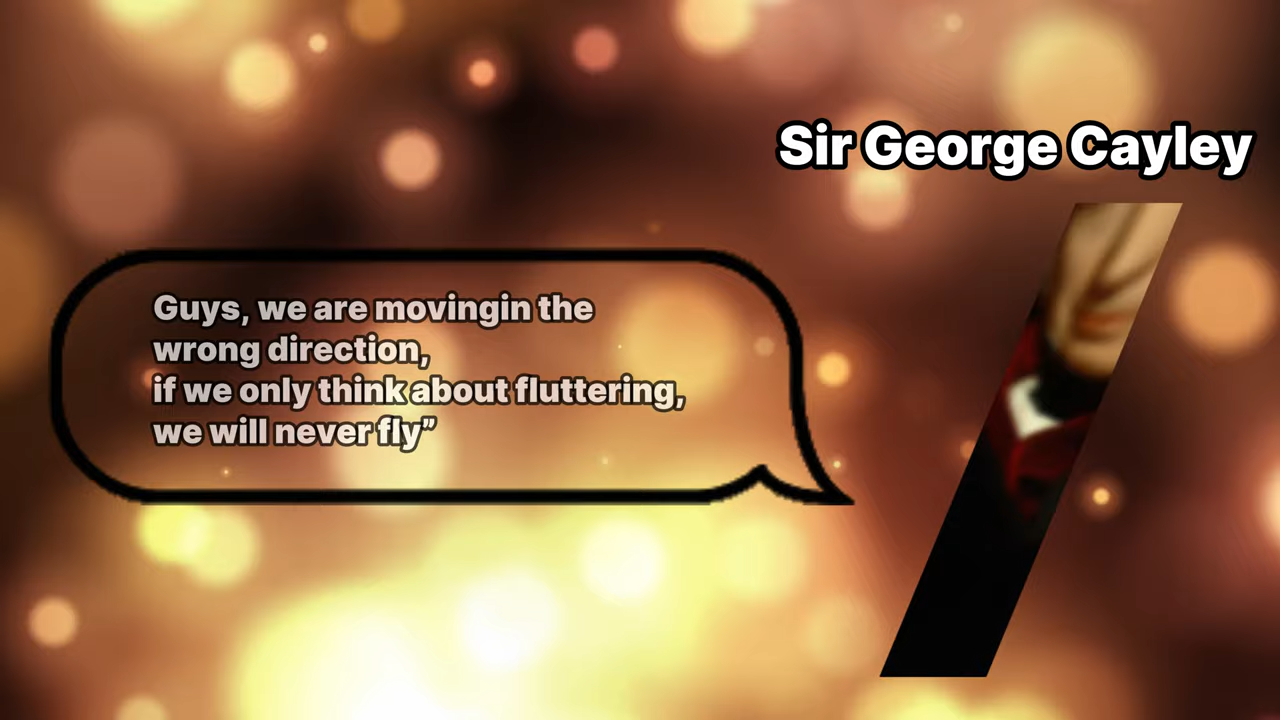 Sir George Cayley
Guys, we are movingin the
wrong direction,
if we only think about fluttering,
we will never fly”